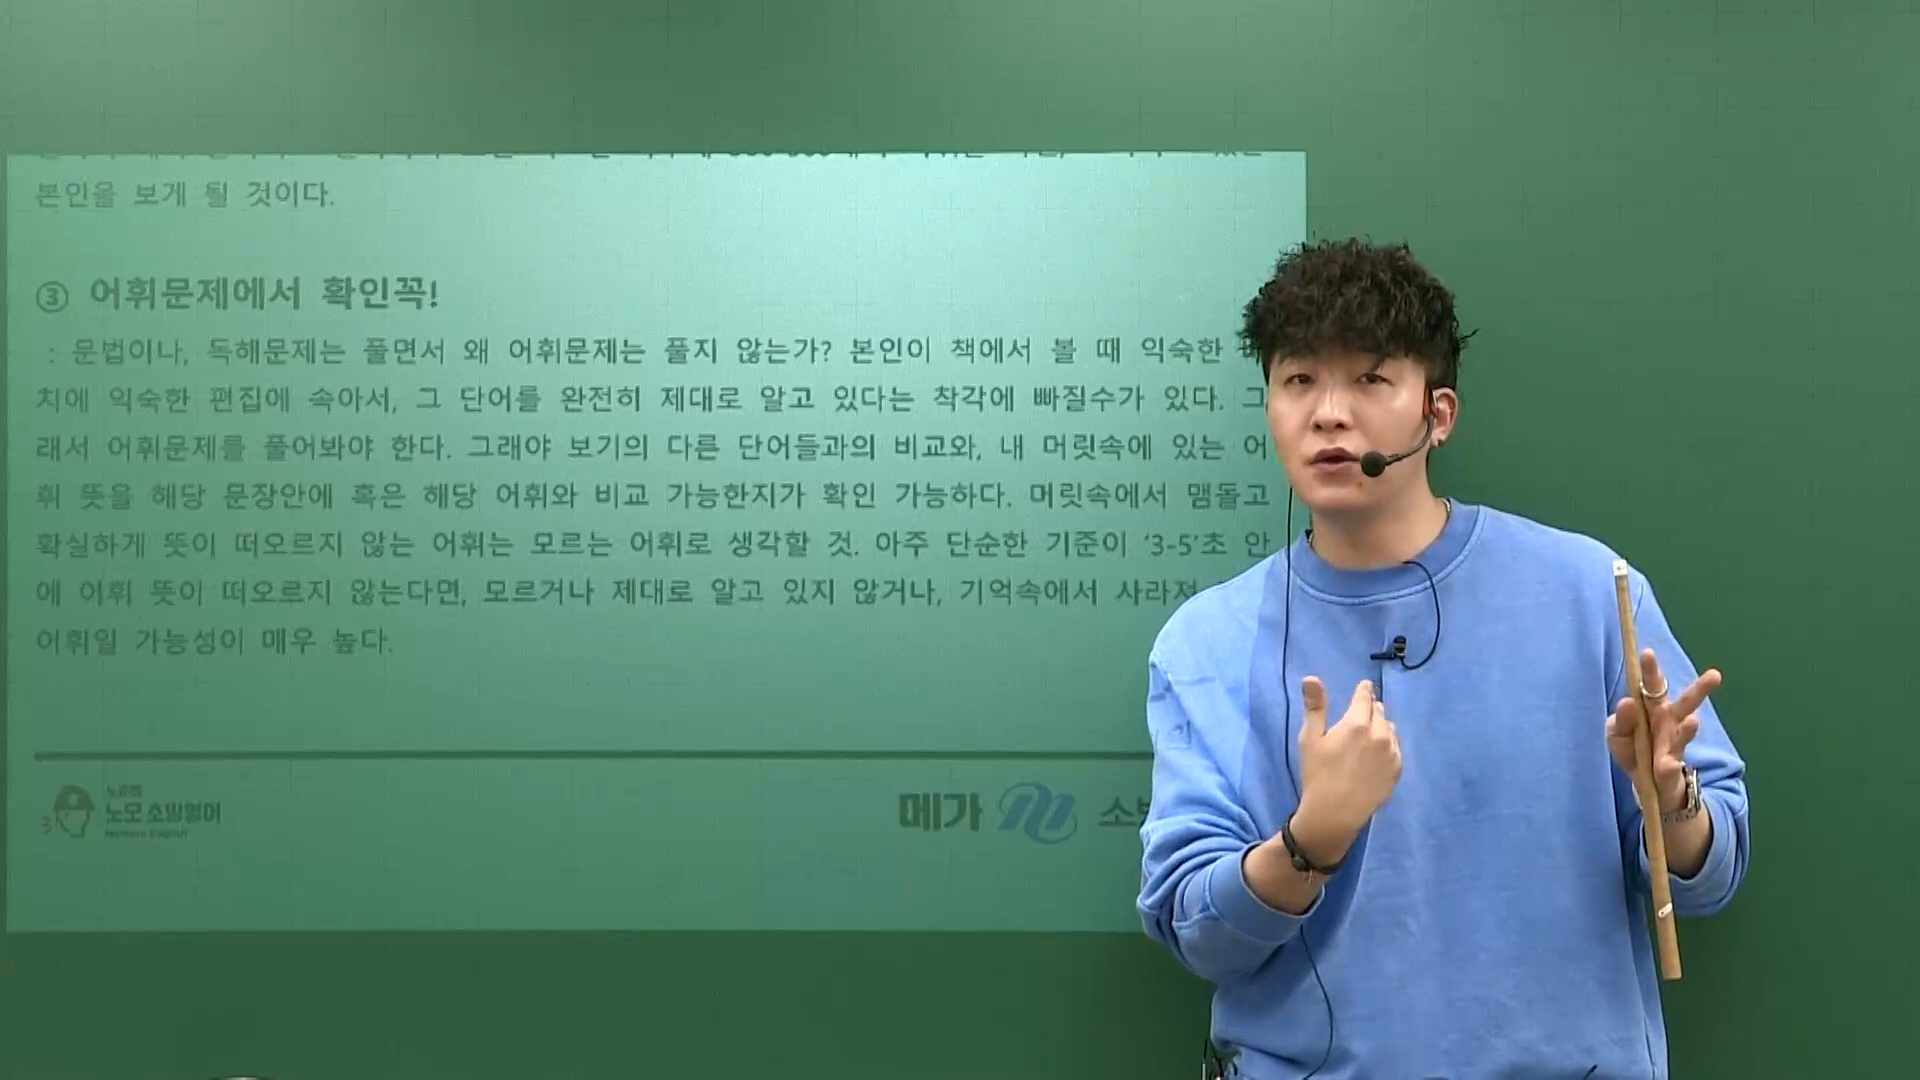 본인을 보게 될 것이다.
③ 어휘문제에서 확인꼭!
: 문법이나, 독해문제는 풀면서 왜 어휘문제는 풀지 않는가? 본인이 책에서 볼 때 익숙한
치에 익숙한 편집에 속아서, 그 단어를 완전히 제대로 알고 있다는 착각에 빠질수가 있다. 그
래서 어휘문제를 풀어봐야 한다. 그래야 보기의 다른 단어들과의 비교와, 내 머릿속에 있는 어
휘 뜻을 해당 문장안에 혹은 해당 어휘와 비교 가능한지가 확인 가능하다. 머릿속에서 맴돌고
확실하게 뜻이 떠오르지 않는 어휘는 모르는 어휘로 생각할 것. 아주 단순한 기준이 ‘3-5’초 안
에 어휘 뜻이 떠오르지 않는다면, 모르거나 제대로 알고 있지 않거나, 기억속에서 사라져
어휘일 가능성이 매우 높다.
노모 소방영어
메가 소방